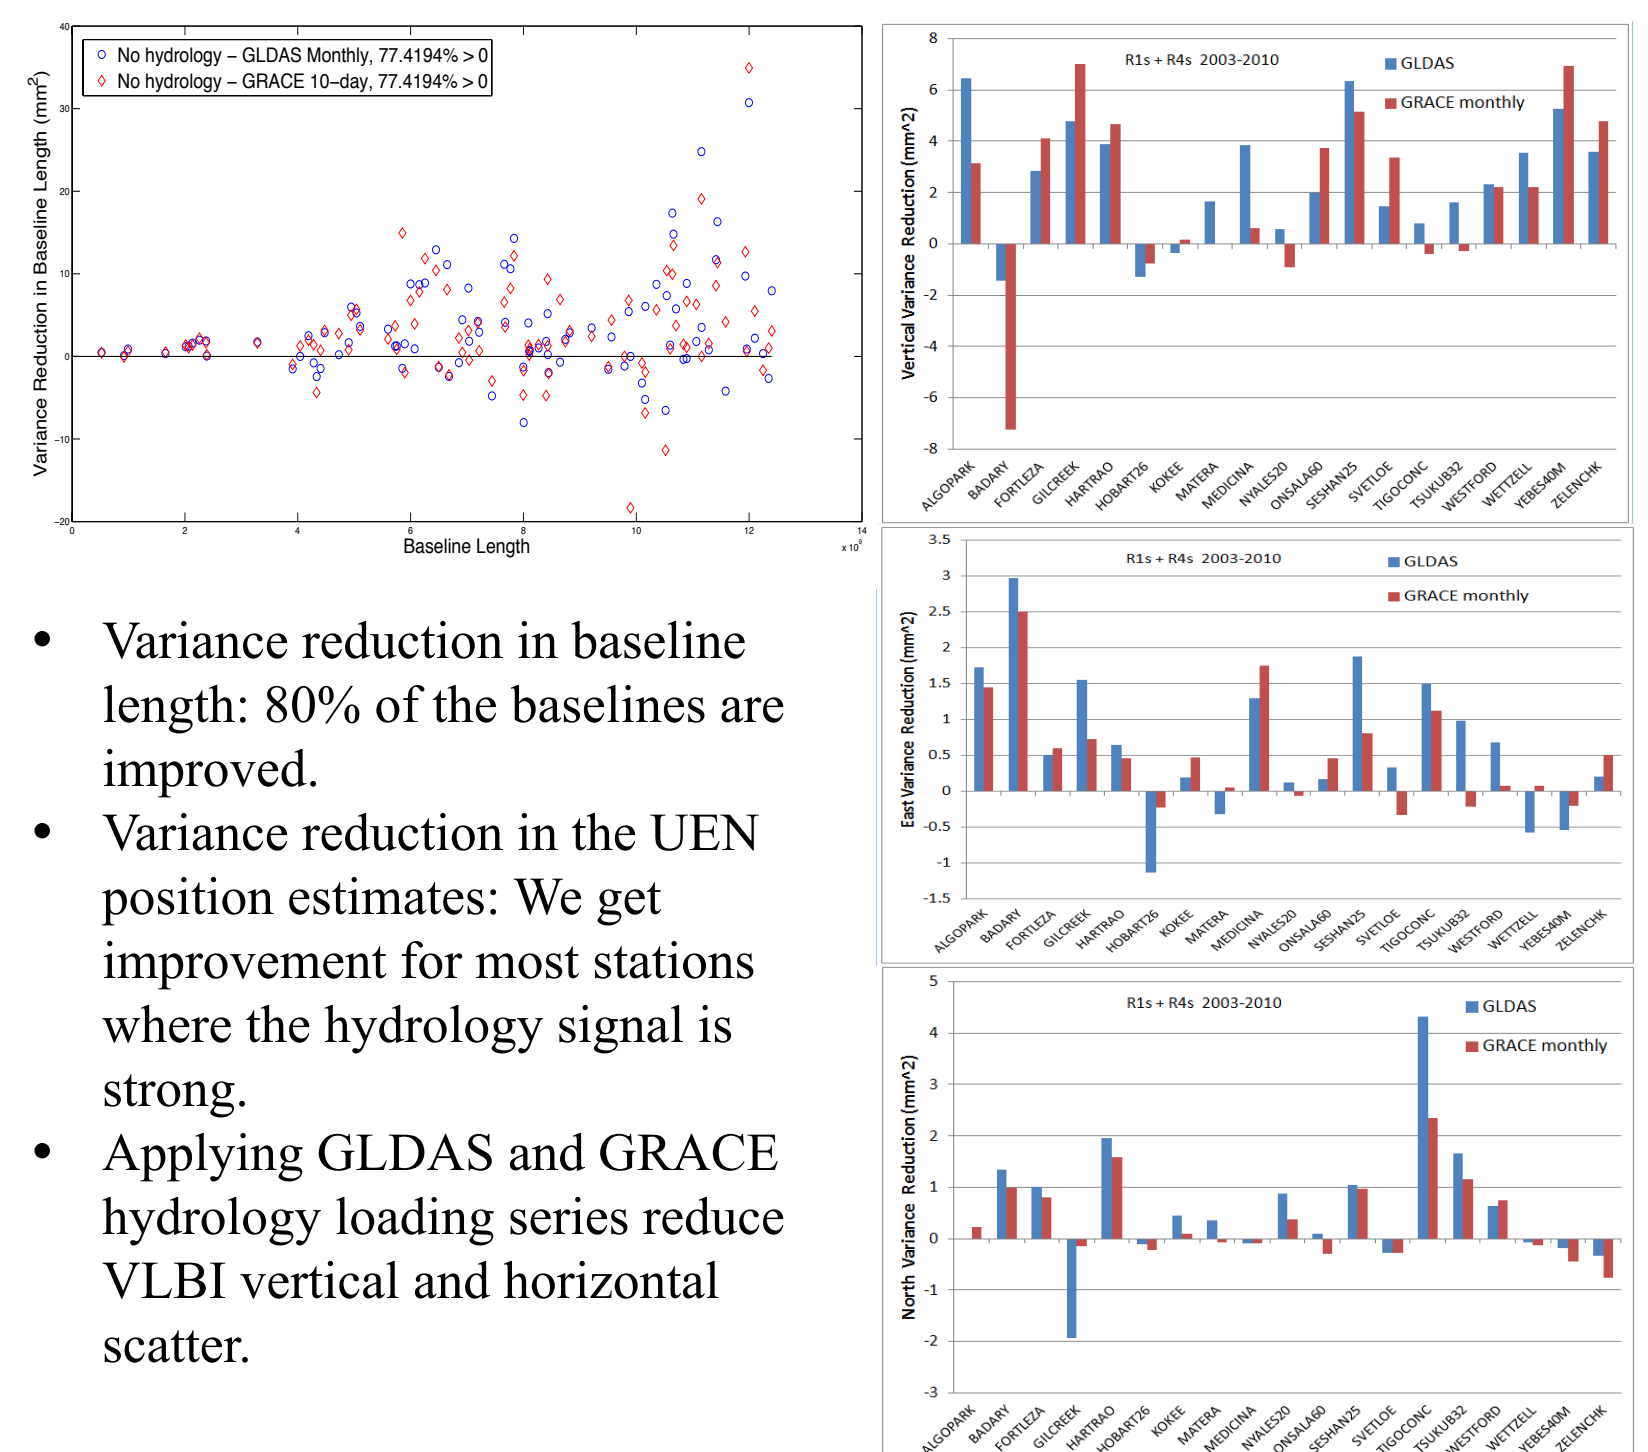 No hydrology – GLDAS Monthly, 77.4194% > 0
No hydrology – GRACE 10–day, 77.4194% > 0
Variance Reduction in Baseline Length (mm2)
40
30
20
10
0
−10
−20
0 2 4 6 8 10 12 14
x 10^9
Baseline Length
• Variance reduction in baseline
length: 80% of the baselines are
improved.
• Variance reduction in the UEN
position estimates: We get
improvement for most stations
where the hydrology signal is
strong.
• Applying GLDAS and GRACE
hydrology loading series reduce
VLBI vertical and horizontal
scatter.
R1s + R4s 2003-2010
GLDAS
GRACE monthly
Vertical Variance Reduction (mm^2)
8
6
4
2
0
-2
-4
-6
-8
ALGOPARK BADARY FORTLEZA GILCREEK HARTRAO HOBART26 KOKEE MATERA MEDICINA NYALES20 ONSALA60 SESHAN25 SVETLOE TIGOCONC TSUKUB32 WESTFORD WETTZELL YEBES40M ZELENCHK
R1s + R4s 2003-2010
GLDAS
GRACE monthly
East Variance Reduction (mm^2)
3.5
3
2.5
2
1.5
1
0.5
0
-0.5
-1
-1.5
ALGOPARK BADARY FORTLEZA GILCREEK HARTRAO HOBART26 KOKEE MATERA MEDICINA NYALES20 ONSALA60 SESHAN25 SVETLOE TIGOCONC TSUKUB32 WESTFORD WETTZELL YEBES40M ZELENCHK
R1s + R4s 2003-2010
GLDAS
GRACE monthly
North Variance Reduction (mm^2)
5
4
3
2
1
0
-1
-2
-3
ALGOPARK BADARY FORTLEZA GILCREEK HARTRAO HOBART26 KOKEE MATERA MEDICINA NYALES20 ONSALA60 SESHAN25 SVETLOE TIGOCONC TSUKUB32 WESTFORD WETTZELL YEBES40M ZELENCHK